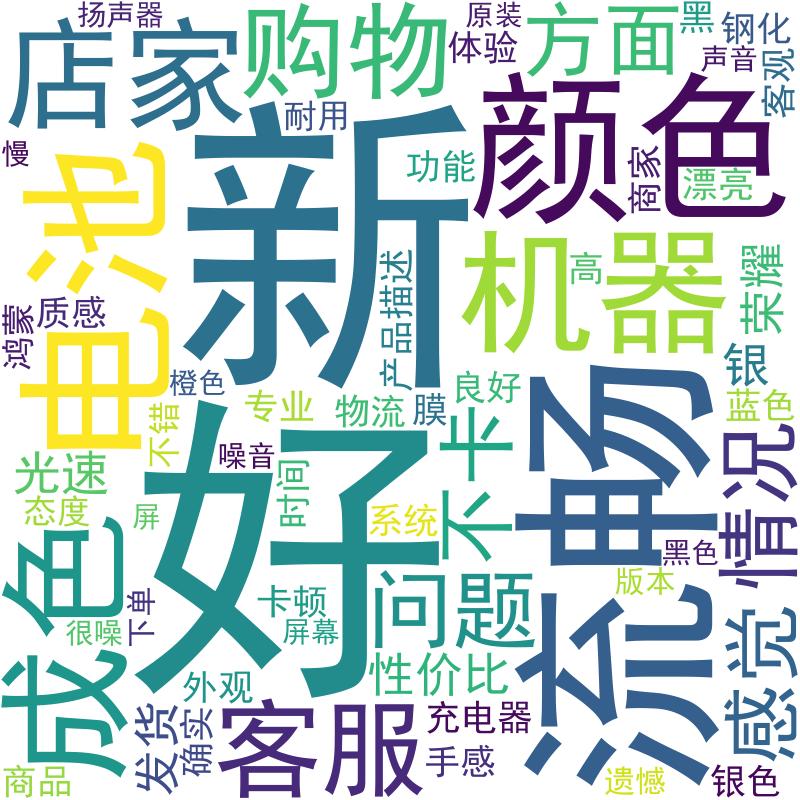 扬声器
原装
黑
钢化
店家
购物
体验
方面
声音
客观
耐用
新
颜色
慢
电池
功能
商家
漂亮
机器
高
荣耀
产品描述
鸿蒙
质感
橙色
银
专业
物流
膜
良好
蓝色
不错
好
不卡
流畅
情况
光速
噪音
时间
态度
屏
系统
黑色
成色
版本
问题
卡顿
下单
很噪
屏幕
感觉
外观
性价比
发货
确实
客服
充电器
手感
商品
遗憾
银色